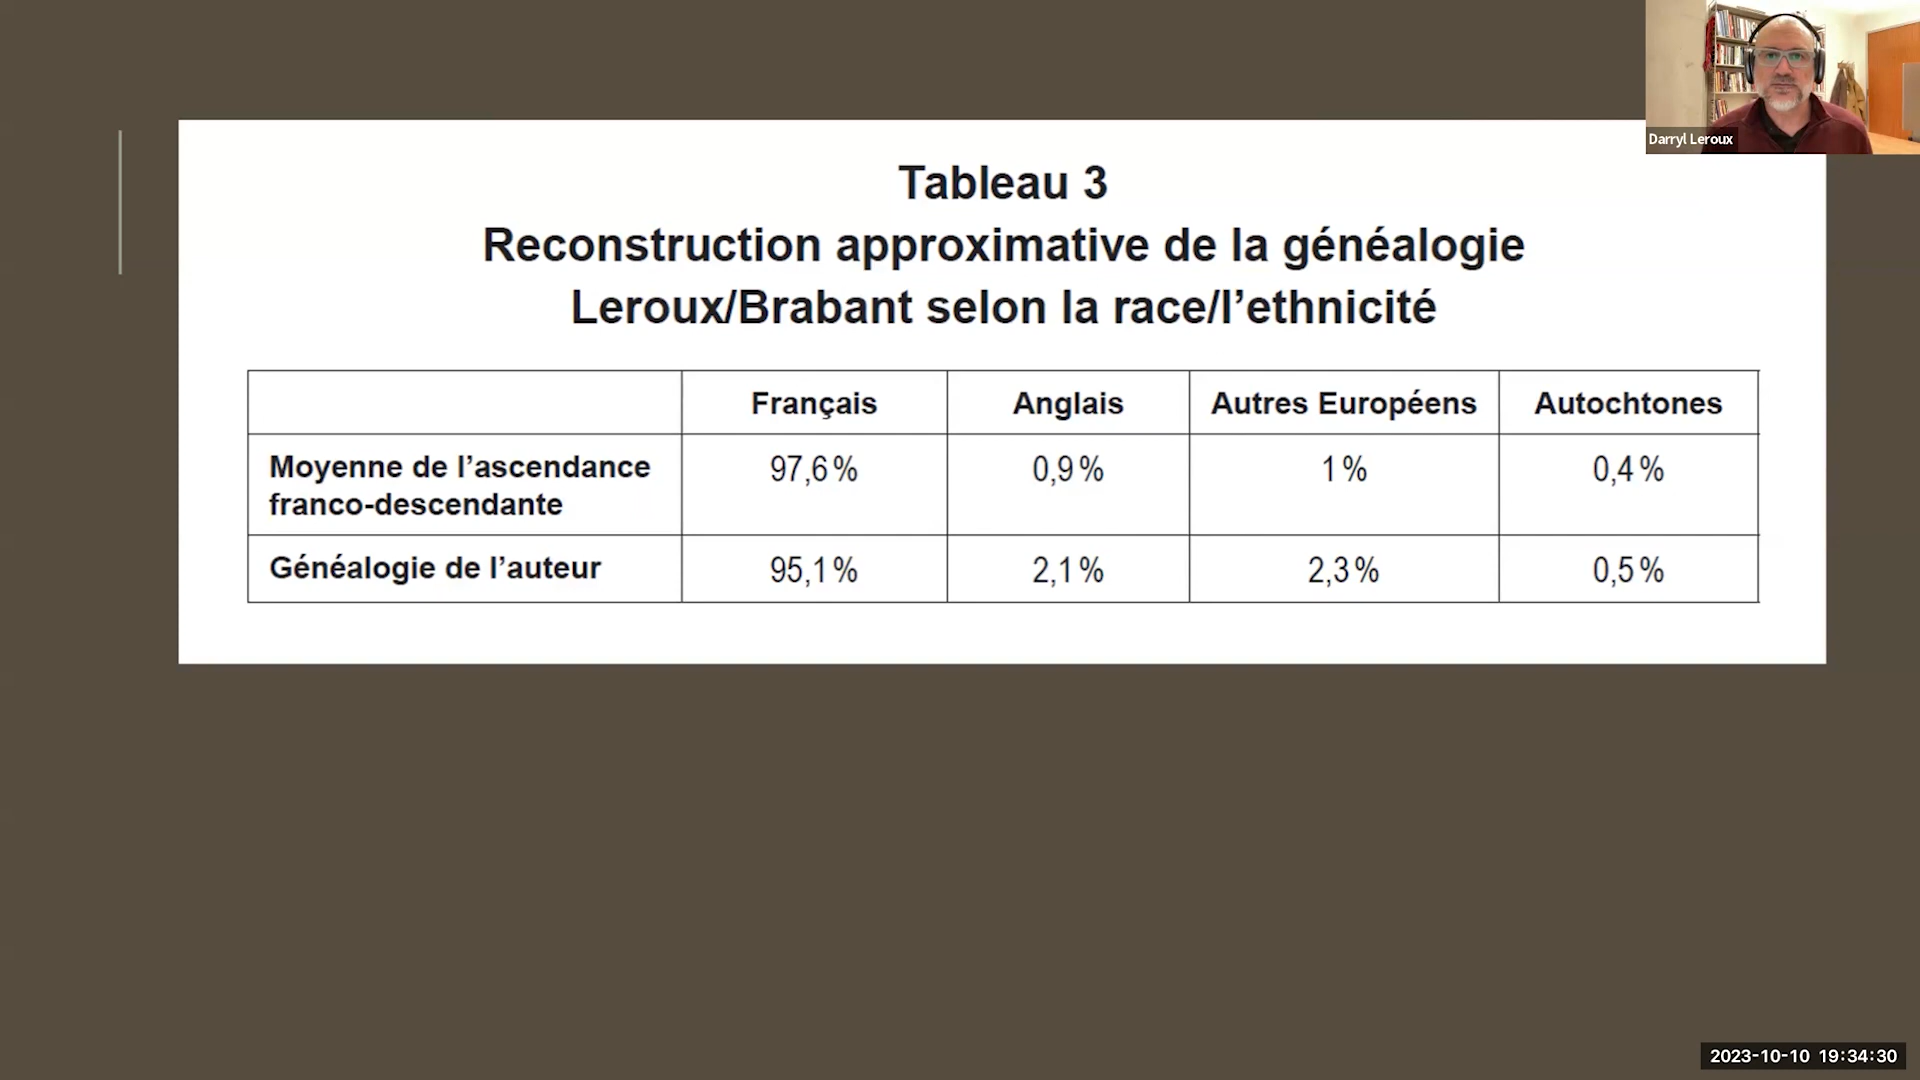 Darryl Leroux
Tableau 3
Reconstruction approximative de la généalogie
Leroux/Brabant selon la race/l’ethnicité
Français Anglais Autres Européens Autochtones
Moyenne de l’ascendance
franco-descendante
97,6 % 0,9 % 1 % 0,4 %
Généalogie de l’auteur 95,1 % 2,1 % 2,3 % 0,5 %
2023-10-10 19:34:30